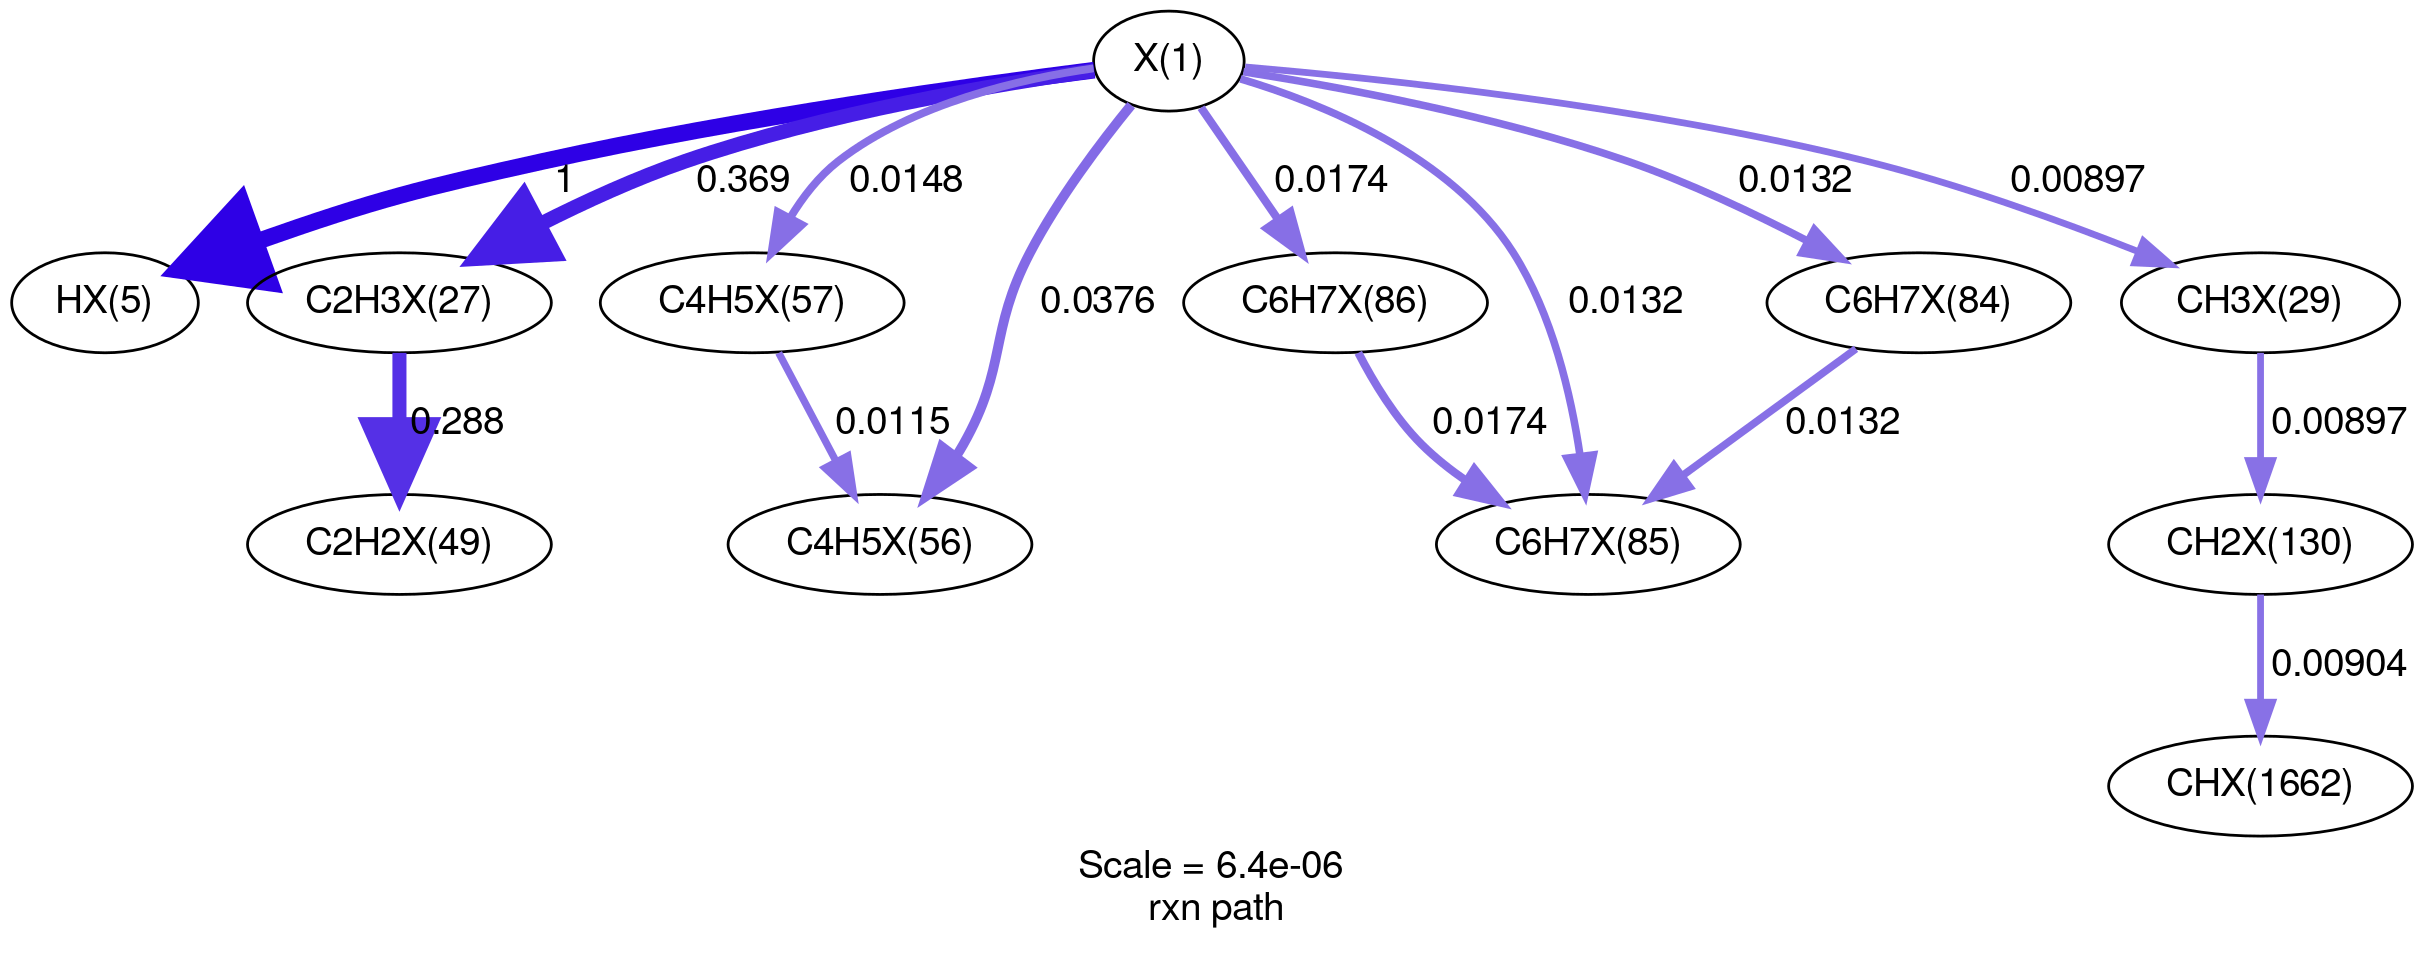 X(1)
1
0.369
0.0148
0.0174
0.0132
0.00897
HX(5)
C2H3X(27)
C4H5X(57)
0.0376
C6H7X(86)
0.0132
C6H7X(84)
CH3X(29)
0.288
0.0115
0.0174
0.0132
0.00897
C2H2X(49)
C4H5X(56)
C6H7X(85)
CH2X(130)
0.00904
CHX(1662)
Scale = 6.4e-06
rxn path